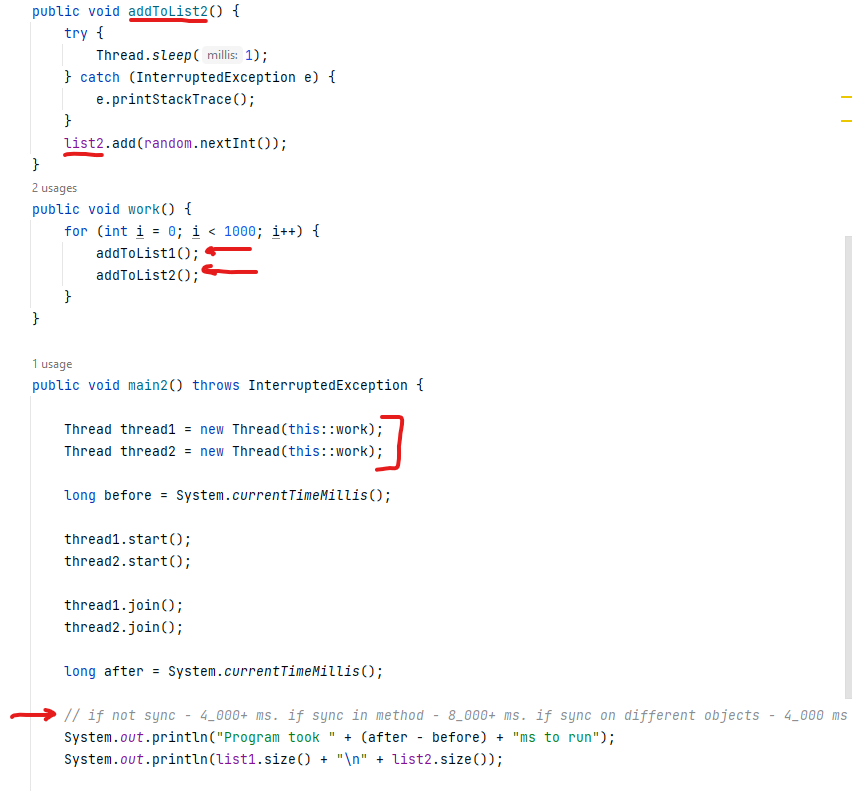 public void addToList2() {
try {
Thread.sleep( millis: 1);
} catch (InterruptedException e) {
e.printStackTrace();
}
list2.add(random.nextInt());
}
2 usages
public void work() {
for (int i = 0; i < 1000; i++) {
addToList1();
addToList2();
}
}
1 usage
public void main2() throws InterruptedException {
Thread thread1 = new Thread(this::work);
Thread thread2 = new Thread(this::work);
long before = System.currentTimeMillis();
thread1.start();
thread2.start();
thread1.join();
thread2.join();
long after = System.currentTimeMillis();
// if not sync - 4_000+ ms. if sync in method - 8_000+ ms. if sync on different objects - 4_000 ms
System.out.println("Program took " + (after - before) + "ms to run");
System.out.println(list1.size() + "\n" + list2.size());